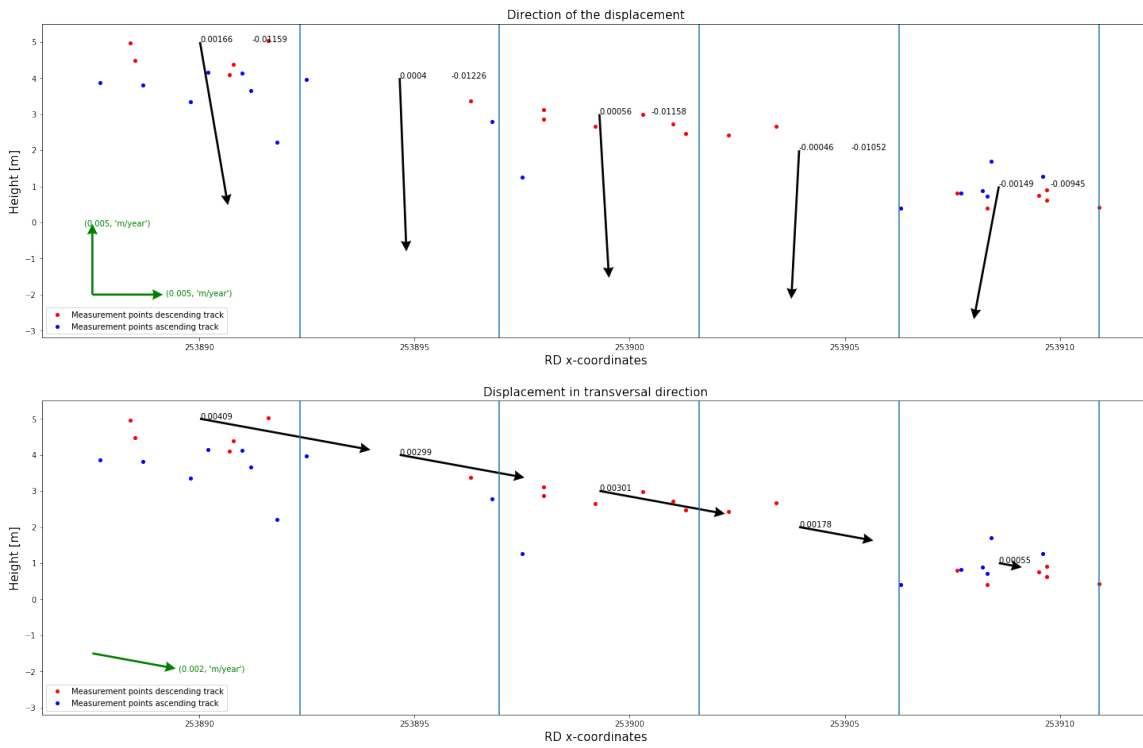 Direction of the displacement
Height [m]
5
4
3
2
1
0
−1
−2
−3
0.00166 -0.01159
0.0004 -0.01226
0.00056 -0.01158
-0.00046 -0.01052
-0.00149 -0.00945
(0.005, 'm/year')
(0.005, 'm/year')
Measurement points descending track
Measurement points ascending track
253890 253895 253900 253905 253910
RD x-coordinates
Displacement in transversal direction
Height [m]
5
4
3
2
1
0
−1
−2
−3
0.00409
0.00299
0.00301
0.00178
0.00055
(0.002, 'm/year')
Measurement points descending track
Measurement points ascending track
253890 253895 253900 253905 253910
RD x-coordinates